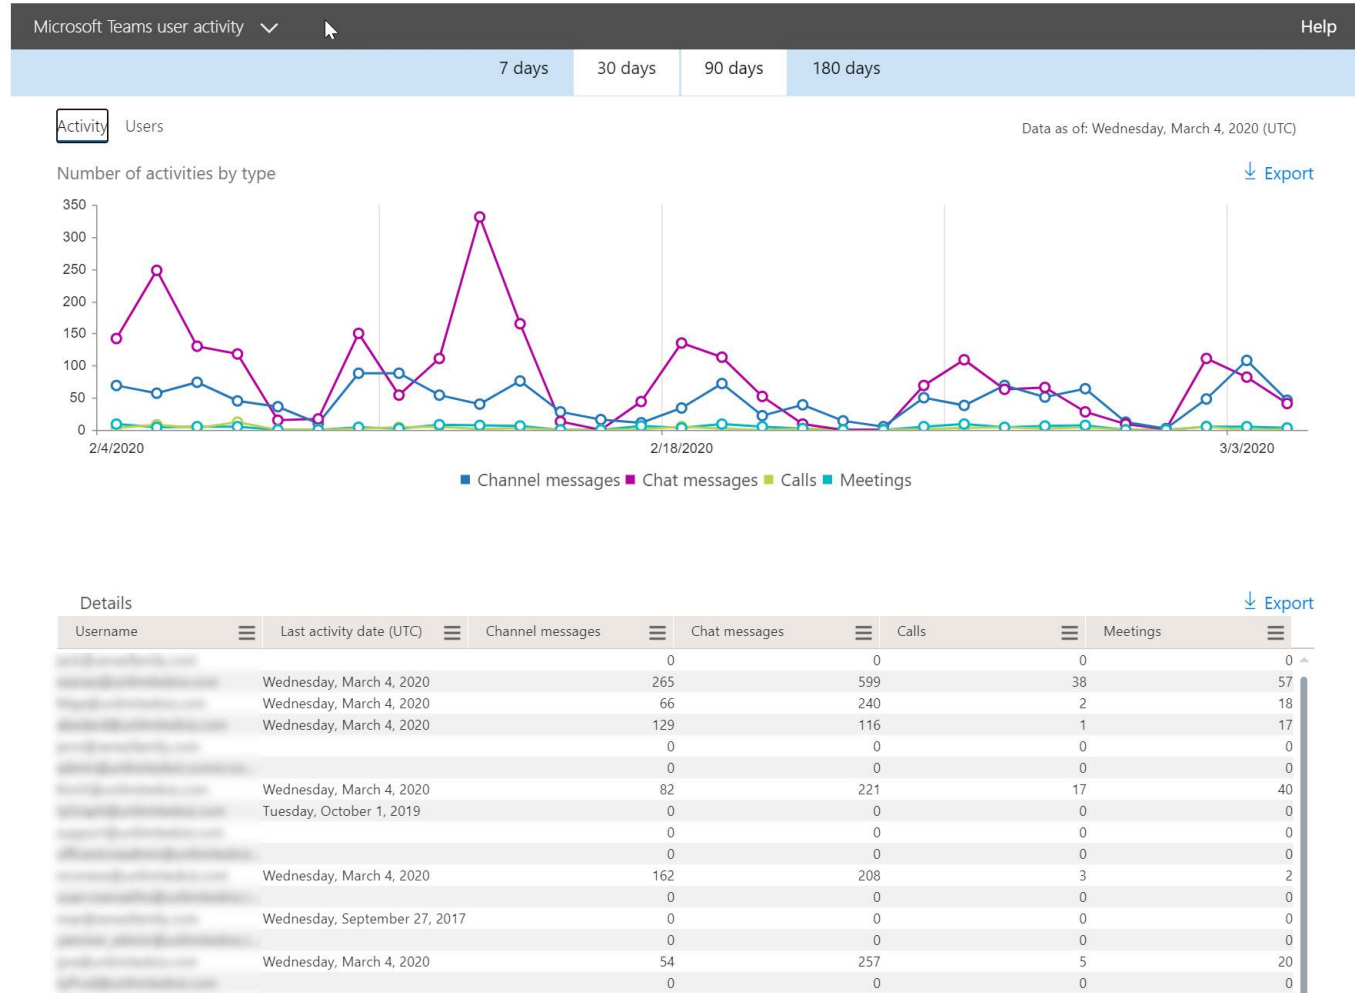 Microsoft Teams user activity
Help
7 days 30 days 90 days 180 days
Activity Users
Data as of: Wednesday, March 4, 2020 (UTC)
Number of activities by type
Export
350
300
250
200
150
100
50
0
2/4/2020 2/18/2020 3/3/2020
Channel messages Chat messages Calls Meetings
Details
Export
Username Last activity date (UTC) Channel messages Chat messages Calls Meetings
0 0 0 0
Wednesday, March 4, 2020 265 599 38 57
Wednesday, March 4, 2020 66 240 2 18
Wednesday, March 4, 2020 129 116 1 17
0 0 0 0
0 0 0 0
Wednesday, March 4, 2020 82 221 17 40
Tuesday, October 1, 2019 0 0 0 0
0 0 0 0
0 0 0 0
Wednesday, March 4, 2020 162 208 3 2
0 0 0 0
Wednesday, September 27, 2017 0 0 0 0
0 0 0 0
Wednesday, March 4, 2020 54 257 5 20
0 0 0 0